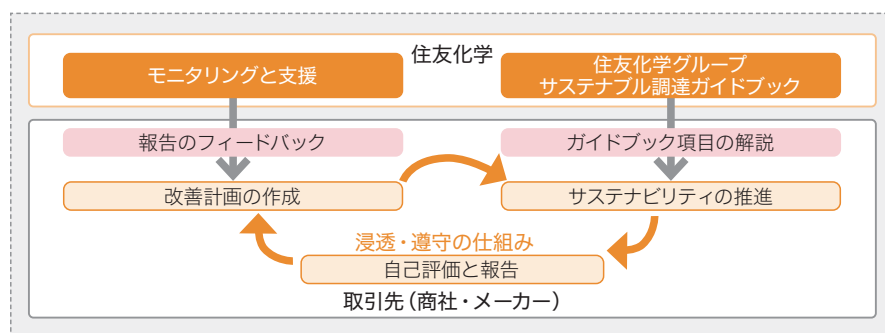 住友化学
モニタリングと支援
住友化学グループ
サステナブル調達ガイドブック
報告のフィードバック
ガイドブック項目の解説
改善計画の作成
サステナビリティの推進
浸透・遵守の仕組み
自己評価と報告
取引先（商社・メーカー）